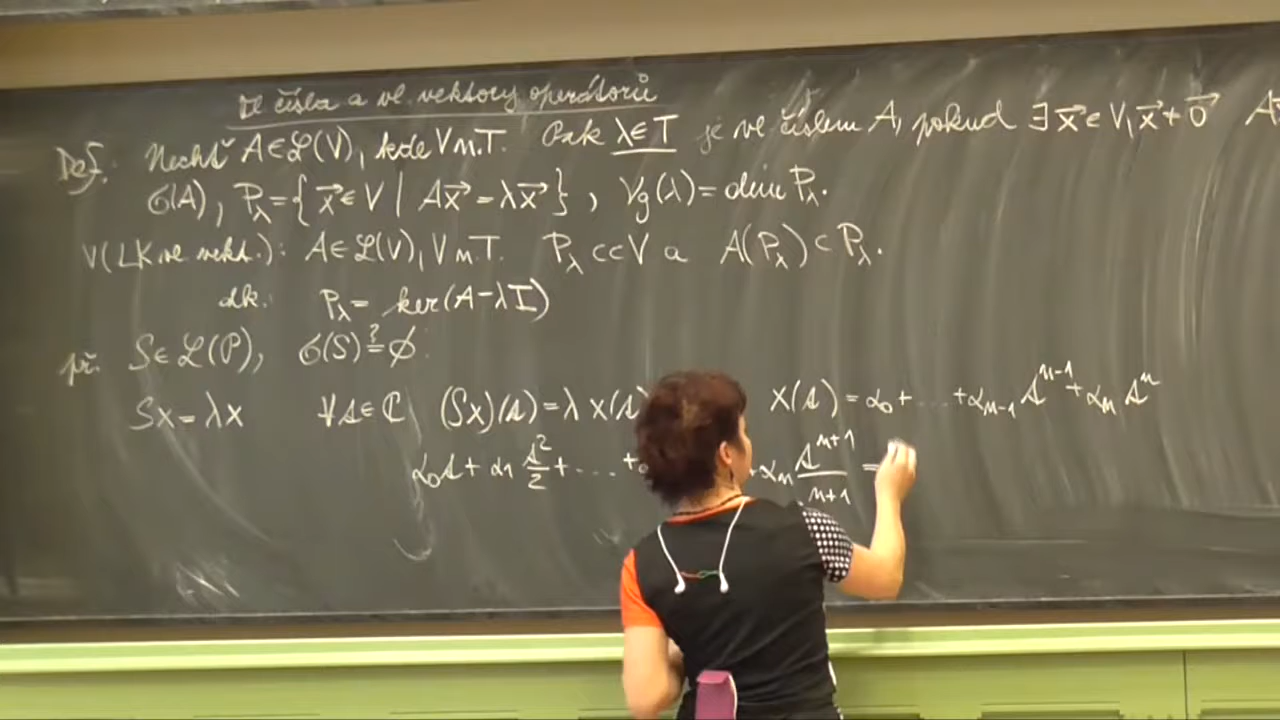 Vl čísla a vl. vektory operátorů
Def: Nechť A∈ℒ(V), kde V n.T. Pak λ∈T je vl číslem A, pokud ∃x⃗∈V, x⃗≠0⃗ A
σ(A), P_λ={x⃗∈V | Ax⃗=λx⃗}, ν_g(λ)=dim P_λ.
V(LK vl. vekt.): A∈ℒ(V), V n.T. P_λ⊂⊂V a A(P_λ)⊂P_λ.
dk. P_λ=ker(A-λI)
př. S∈ℒ(P), σ(S)≟∅
Sx=λx ∀s∈ℂ (Sx)(s)=λx(s) x(s)=α₀+...+α_{n-1}s^{n-1}+α_n s^n
α₀s+α₁ s²/2+....+ +α_n s^{n+1}/(n+1) =